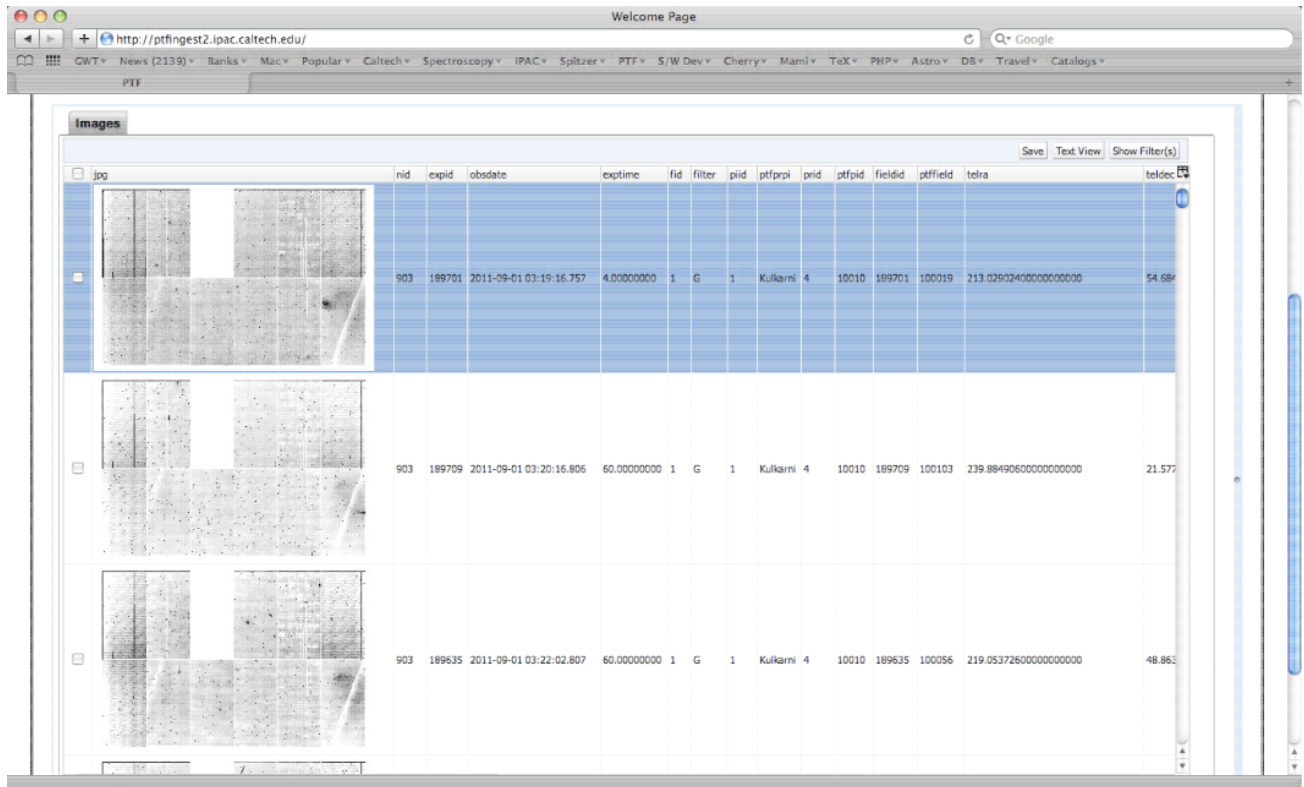 Welcome Page
http://ptfingest2.ipac.caltech.edu/
Google
GWT News (2139) Banks Mac Popular Caltech Spectroscopy IPAC Spitzer PTF S/W Dev Cherry Mami TeX PHP Astro DB Travel Catalogs
PTF
Images
Save Text View Show Filter(s)
jpg nid expid obsdate exptime fid filter piid ptfprpi prid ptfpid fieldid ptffield telra teldec
903 189701 2011-09-01 03:19:16.757 4.00000000 1 G 1 Kulkarni 4 10010 189701 100019 213.02902400000000000 54.684
903 189709 2011-09-01 03:20:16.806 60.00000000 1 G 1 Kulkarni 4 10010 189709 100103 239.88490600000000000 21.577
903 189635 2011-09-01 03:22:02.807 60.00000000 1 G 1 Kulkarni 4 10010 189635 100056 219.05372600000000000 48.863